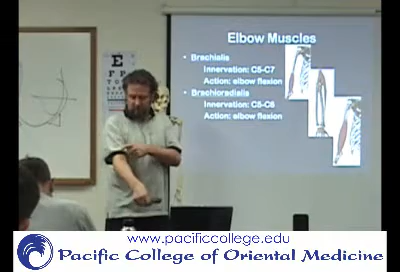 Elbow Muscles
• Brachialis
Innervation: C5-C7
Action: elbow flexion
• Brachioradialis
Innervation: C5-C6
Action: elbow flexion
E
F P
www.pacificcollege.edu
Pacific College of Oriental Medicine